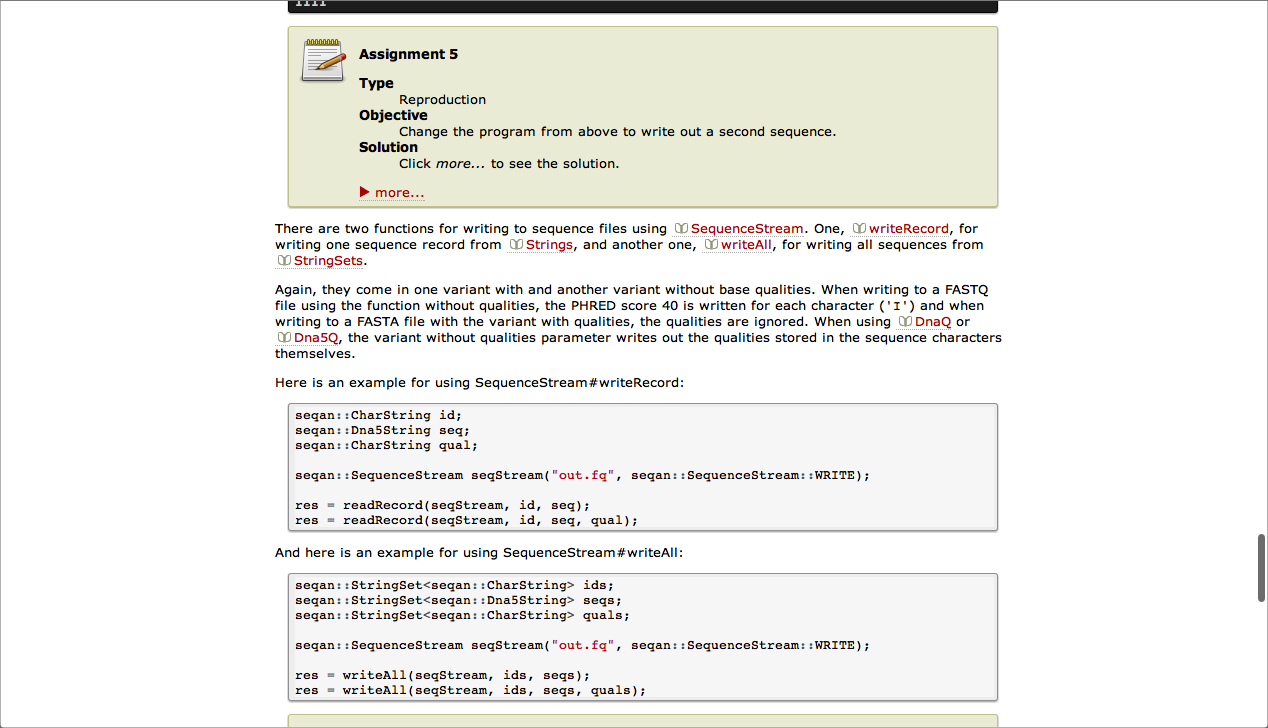 Assignment 5
Type
Reproduction
Objective
Change the program from above to write out a second sequence.
Solution
Click more... to see the solution.
more...
There are two functions for writing to sequence files using SequenceStream. One, writeRecord, for
writing one sequence record from Strings, and another one, writeAll, for writing all sequences from
StringSets.
Again, they come in one variant with and another variant without base qualities. When writing to a FASTQ
file using the function without qualities, the PHRED score 40 is written for each character ('I') and when
writing to a FASTA file with the variant with qualities, the qualities are ignored. When using DnaQ or
Dna5Q, the variant without qualities parameter writes out the qualities stored in the sequence characters
themselves.
Here is an example for using SequenceStream#writeRecord:
seqan::CharString id;
seqan::Dna5String seq;
seqan::CharString qual;
seqan::SequenceStream seqStream("out.fq", seqan::SequenceStream::WRITE);
res = readRecord(seqStream, id, seq);
res = readRecord(seqStream, id, seq, qual);
And here is an example for using SequenceStream#writeAll:
seqan::StringSet<seqan::CharString> ids;
seqan::StringSet<seqan::Dna5String> seqs;
seqan::StringSet<seqan::CharString> quals;
seqan::SequenceStream seqStream("out.fq", seqan::SequenceStream::WRITE);
res = writeAll(seqStream, ids, seqs);
res = writeAll(seqStream, ids, seqs, quals);